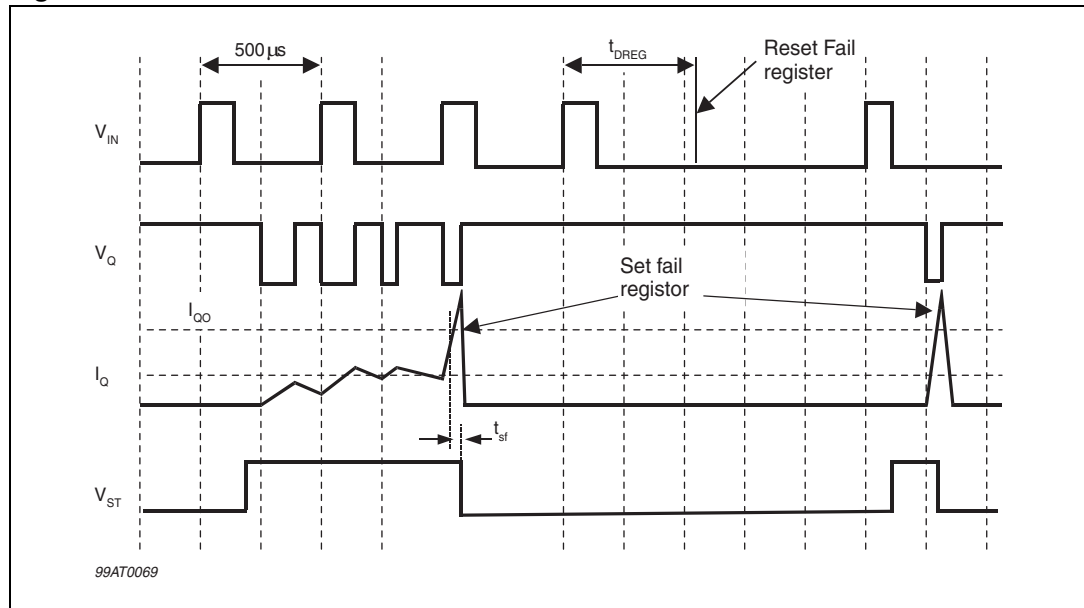 500 µs
t_DREG
Reset Fail
register
V_IN
V_Q
Set fail
registor
I_QO
I_Q
t_sf
V_ST
99AT0069